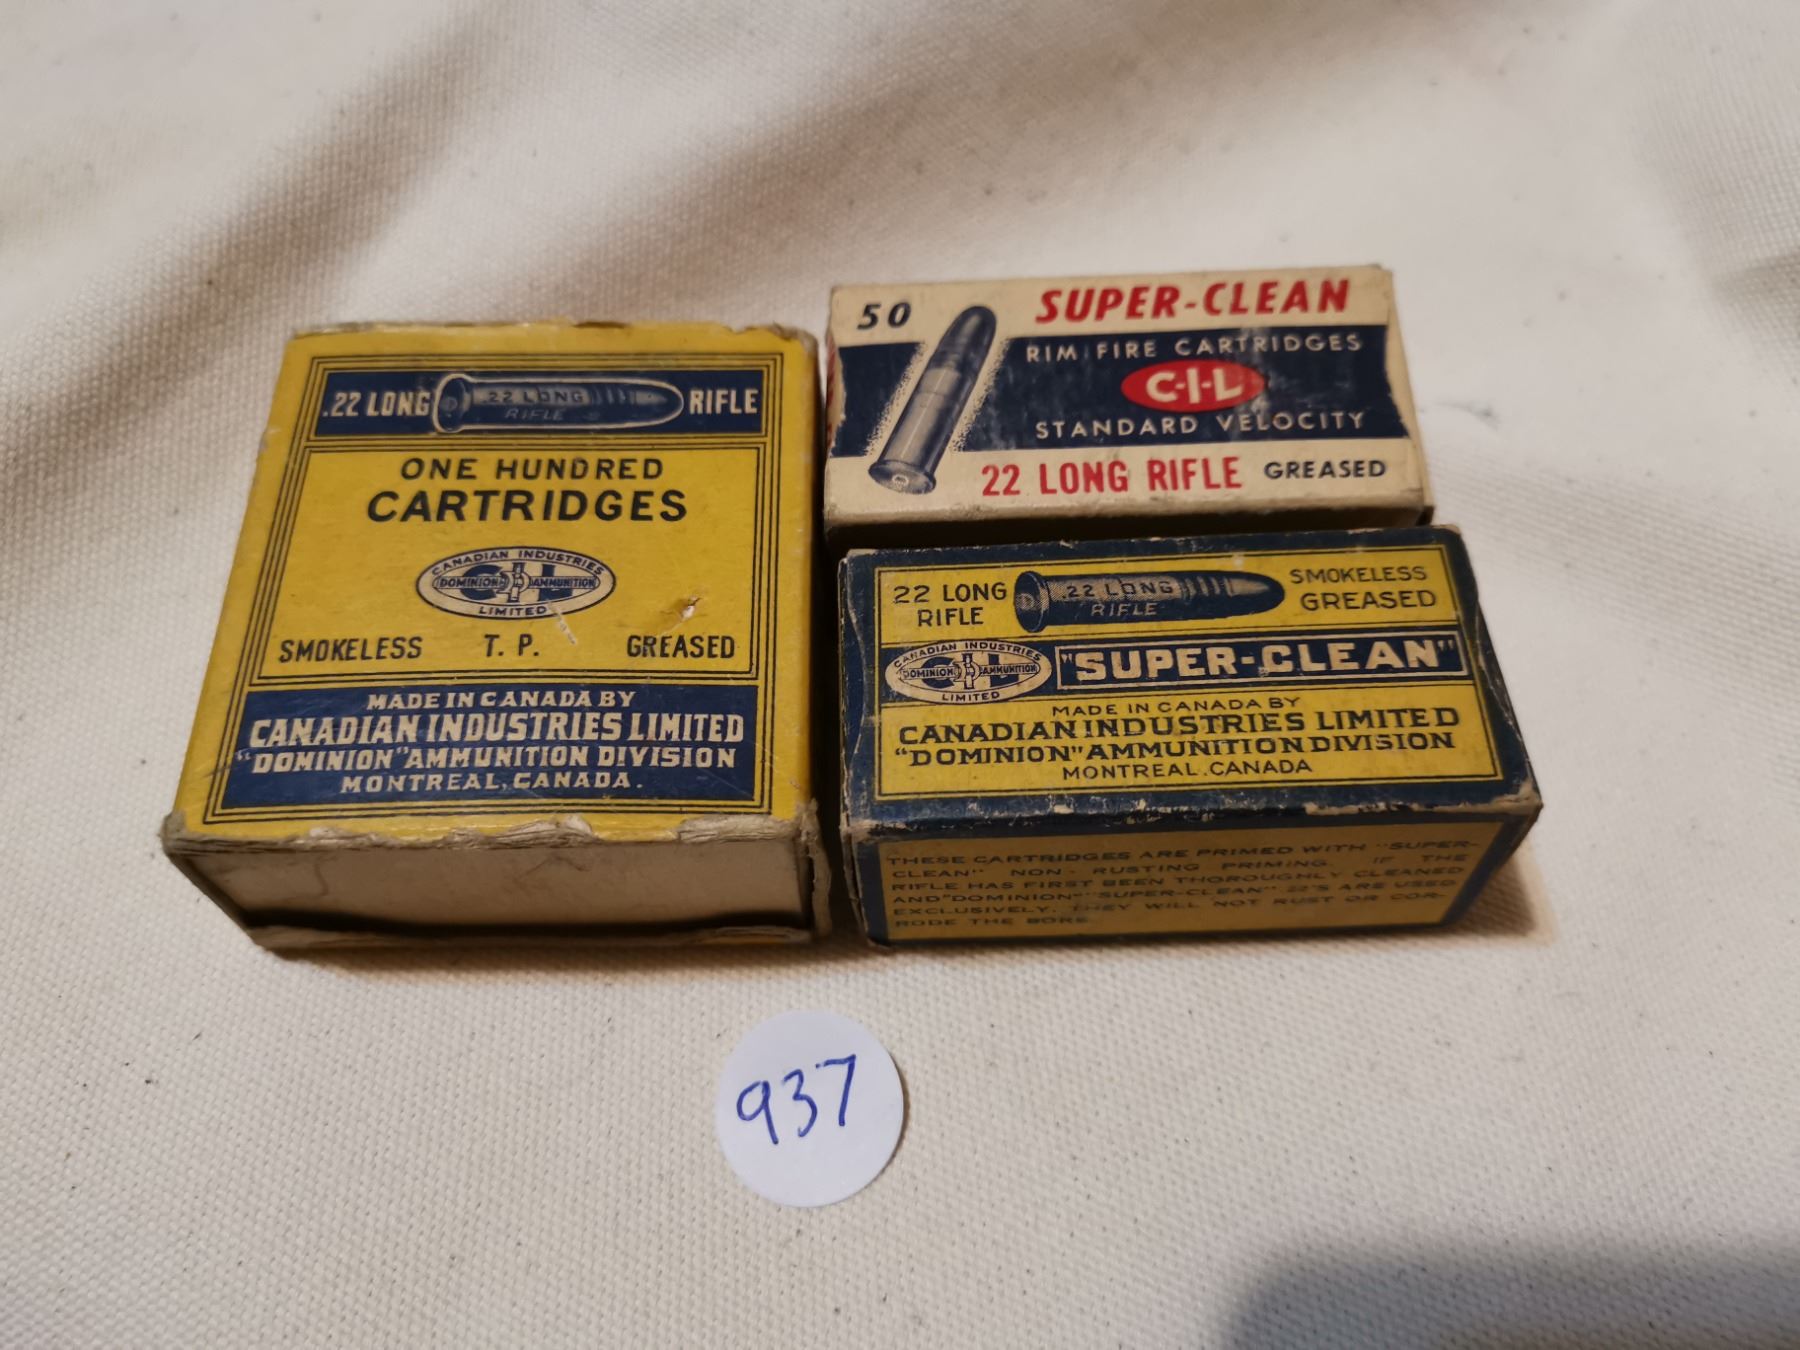 .22 LONG RIFLE
.22 LONG
RIFLE
ONE HUNDRED
CARTRIDGES
CANADIAN INDUSTRIES
CIL
DOMINION AMMUNITION
LIMITED
SMOKELESS T. P. GREASED
MADE IN CANADA BY
CANADIAN INDUSTRIES LIMITED
"DOMINION" AMMUNITION DIVISION
MONTREAL, CANADA.
50 SUPER-CLEAN
RIM FIRE CARTRIDGES
C-I-L
STANDARD VELOCITY
22 LONG RIFLE GREASED
22 LONG
RIFLE
.22 LONG
RIFLE
SMOKELESS
GREASED
CANADIAN INDUSTRIES
CIL
DOMINION AMMUNITION
LIMITED
"SUPER-CLEAN"
MADE IN CANADA BY
CANADIAN INDUSTRIES LIMITED
"DOMINION" AMMUNITION DIVISION
MONTREAL, CANADA
THESE CARTRIDGES ARE PRIMED WITH "SUPER-
CLEAN" NON-RUSTING PRIMING. IF THE
RIFLE HAS FIRST BEEN THOROUGHLY CLEANED
AND "DOMINION" "SUPER-CLEAN" .22'S ARE USED
EXCLUSIVELY, THEY WILL NOT RUST OR COR-
RODE THE BORE.
937